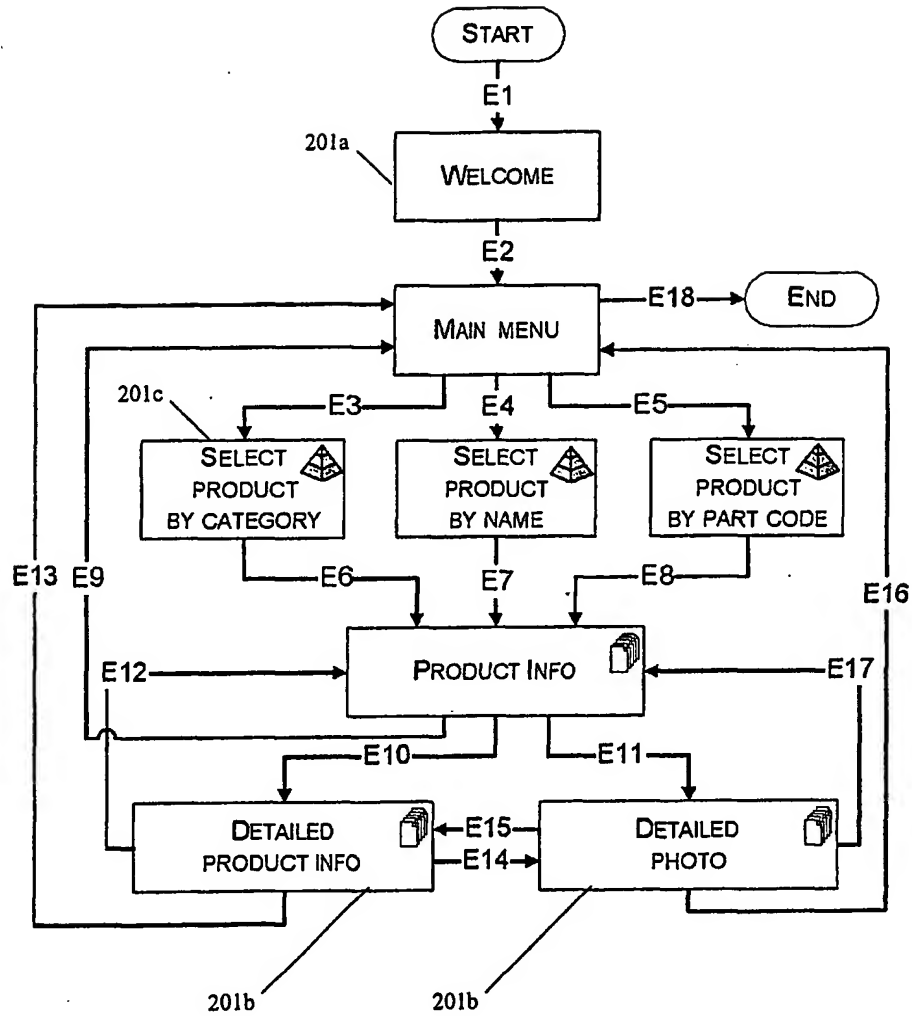 START
E1
201a
WELCOME
E2
MAIN MENU
E18
END
201c
E3
E4
E5
SELECT
PRODUCT
BY CATEGORY
SELECT
PRODUCT
BY NAME
SELECT
PRODUCT
BY PART CODE
E13
E9
E6
E7
E8
E16
E12
PRODUCT INFO
E17
E10
E11
DETAILED
PRODUCT INFO
E15
E14
DETAILED
PHOTO
201b
201b